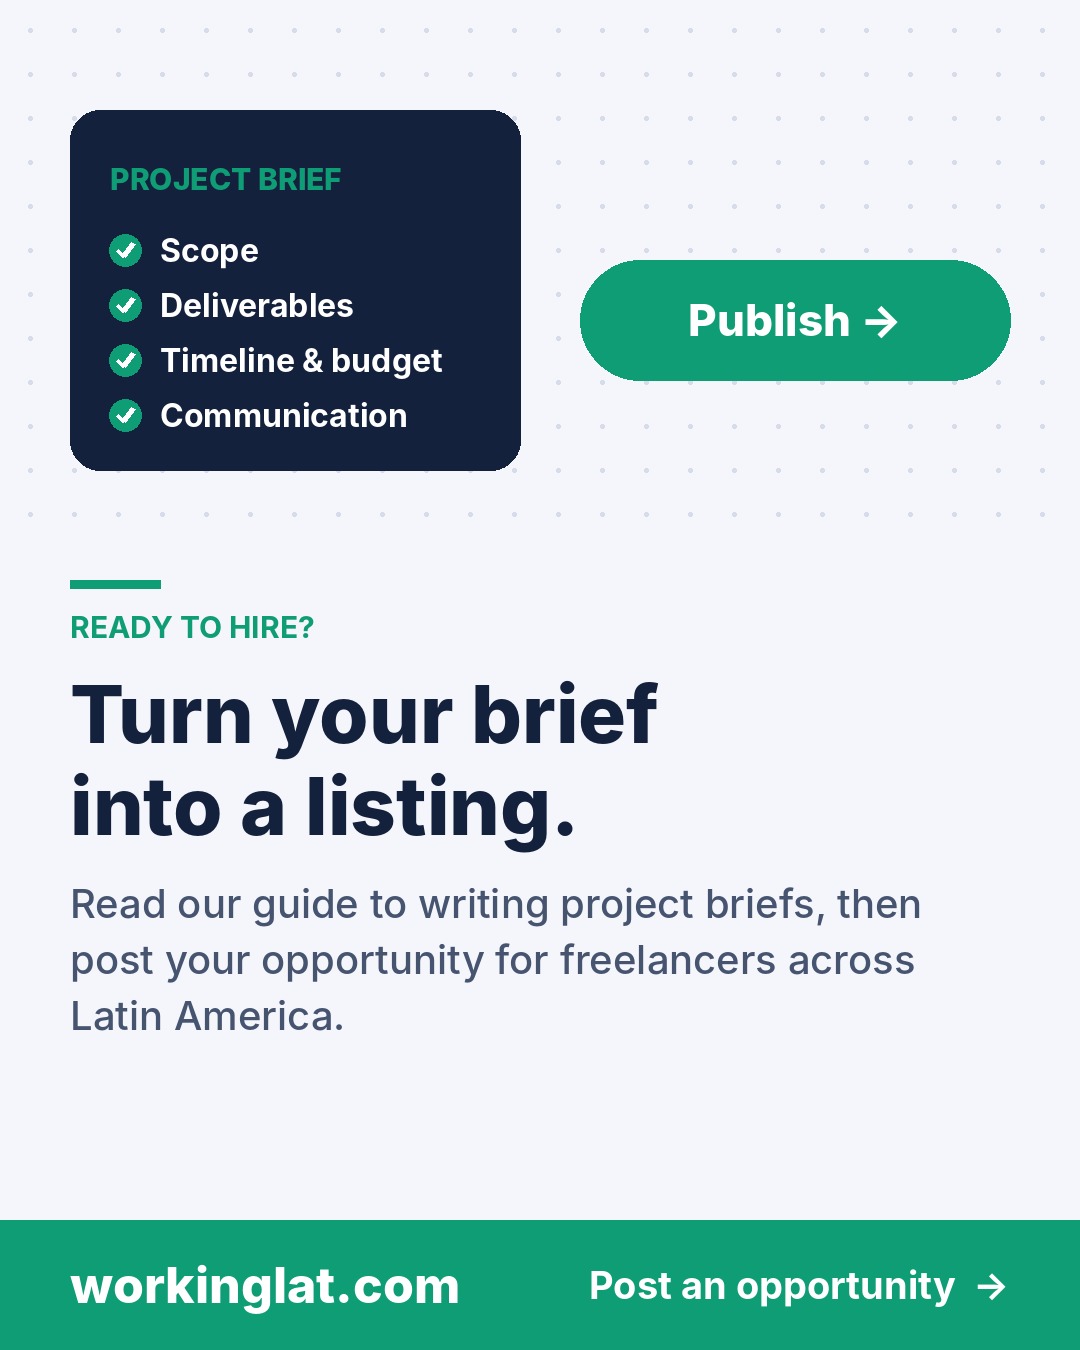 PROJECT BRIEF
Scope
Deliverables
Timeline & budget
Communication
Publish →
READY TO HIRE?
Turn your brief
into a listing.
Read our guide to writing project briefs, then
post your opportunity for freelancers across
Latin America.
workinglat.com
Post an opportunity →